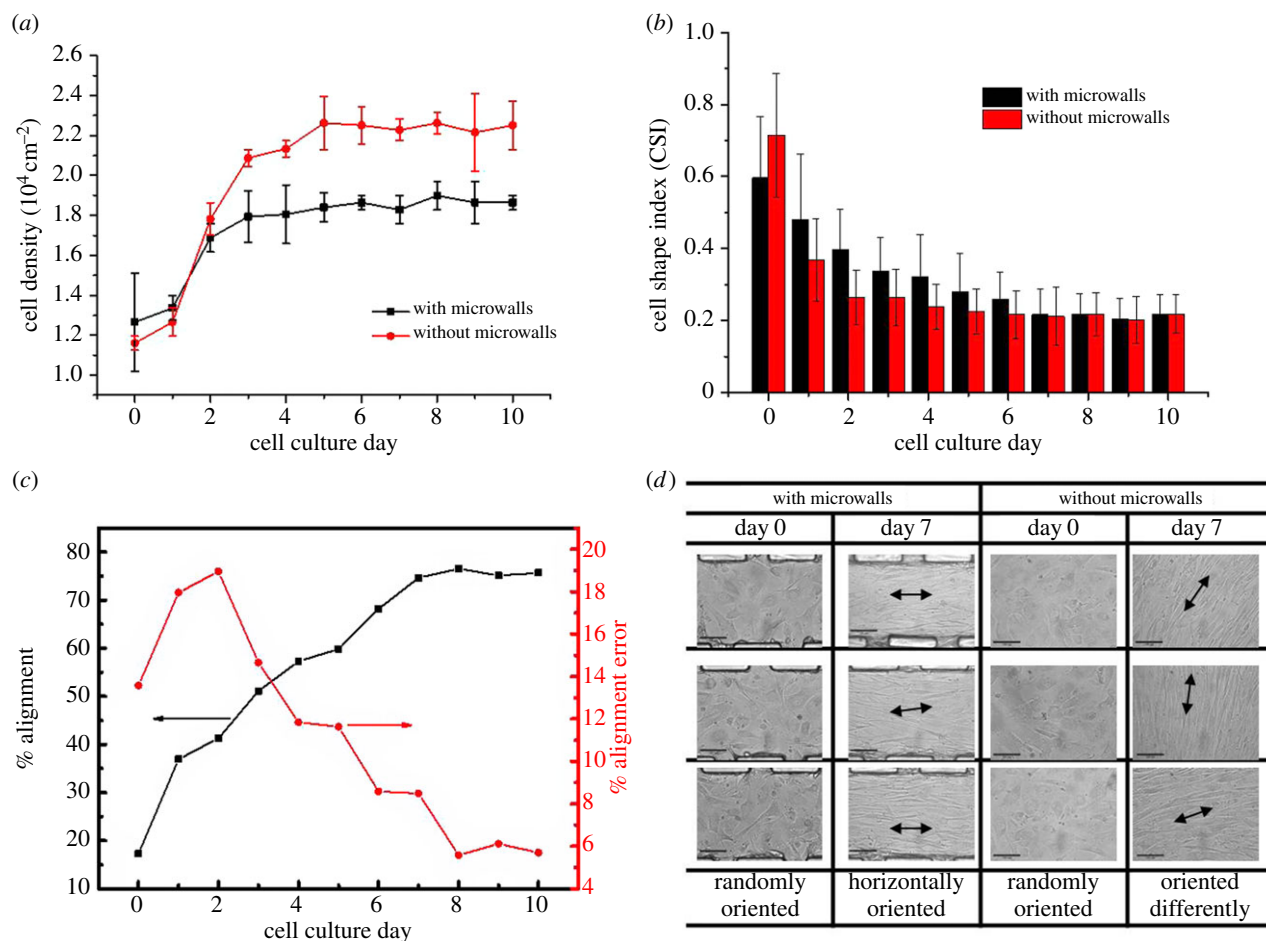 (a)
2.6
2.4
2.2
2.0
1.8
1.6
1.4
1.2
1.0
cell density (10⁴ cm⁻²)
with microwalls
without microwalls
0 2 4 6 8 10
cell culture day
(b)
1.0
0.8
0.6
0.4
0.2
0
cell shape index (CSI)
with microwalls
without microwalls
0 2 4 6 8 10
cell culture day
(c)
80
70
60
50
40
30
20
10
% alignment
20
18
16
14
12
10
8
6
4
% alignment error
0 2 4 6 8 10
cell culture day
(d)
with microwalls without microwalls
day 0 day 7 day 0 day 7
randomly horizontally randomly oriented
oriented oriented oriented differently